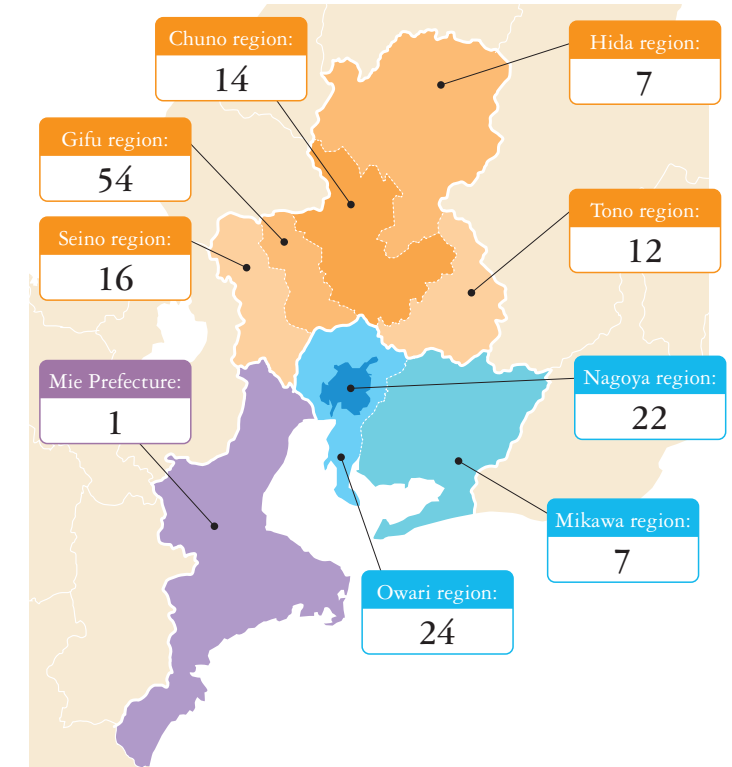 Chuno region:
14
Hida region:
7
Gifu region:
54
Seino region:
16
Tono region:
12
Mie Prefecture:
1
Nagoya region:
22
Mikawa region:
7
Owari region:
24